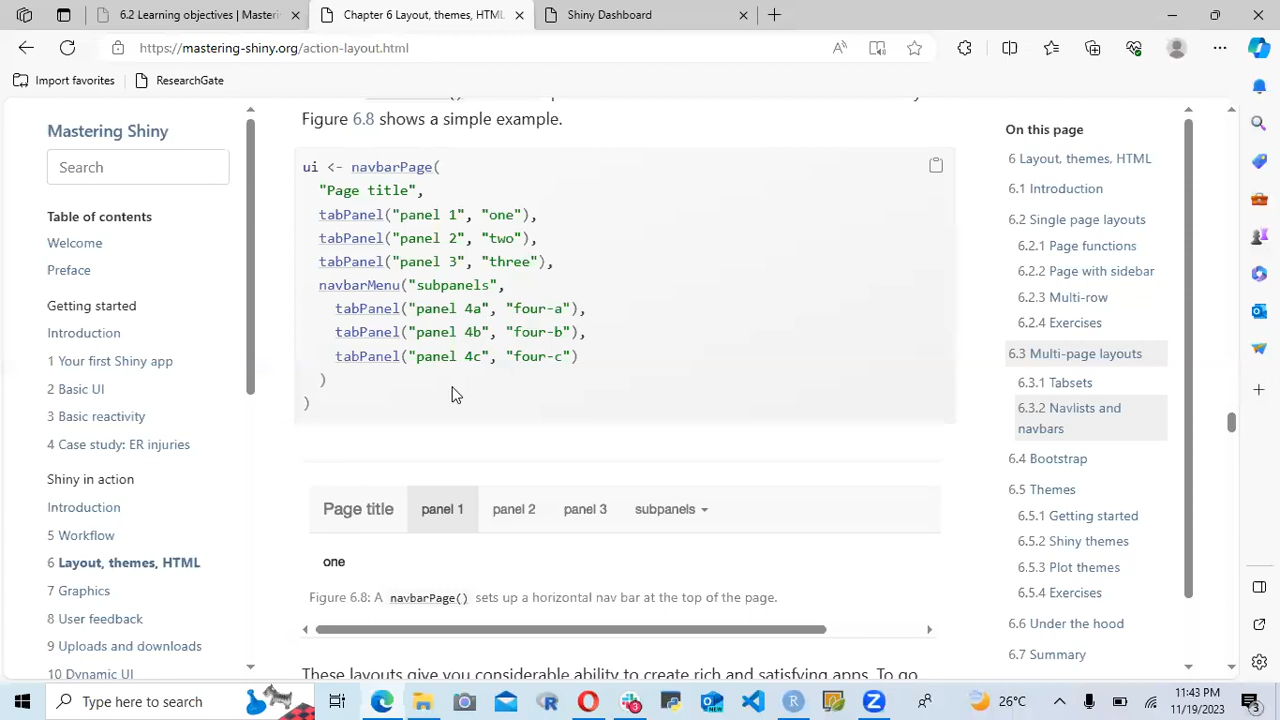 6.2 Learning objectives | Masterin
Chapter 6 Layout, themes, HTML
Shiny Dashboard
https://mastering-shiny.org/action-layout.html
Import favorites
ResearchGate
Mastering Shiny
Search
Table of contents
Welcome
Preface
Getting started
Introduction
1 Your first Shiny app
2 Basic UI
3 Basic reactivity
4 Case study: ER injuries
Shiny in action
Introduction
5 Workflow
6 Layout, themes, HTML
7 Graphics
8 User feedback
9 Uploads and downloads
10 Dynamic UI
Figure 6.8 shows a simple example.
ui <- navbarPage(
"Page title",
tabPanel("panel 1", "one"),
tabPanel("panel 2", "two"),
tabPanel("panel 3", "three"),
navbarMenu("subpanels",
tabPanel("panel 4a", "four-a"),
tabPanel("panel 4b", "four-b"),
tabPanel("panel 4c", "four-c")
)
)
Page title panel 1 panel 2 panel 3 subpanels
one
Figure 6.8: A navbarPage() sets up a horizontal nav bar at the top of the page.
These layouts give you considerable ability to create rich and satisfying apps. To go
On this page
6 Layout, themes, HTML
6.1 Introduction
6.2 Single page layouts
6.2.1 Page functions
6.2.2 Page with sidebar
6.2.3 Multi-row
6.2.4 Exercises
6.3 Multi-page layouts
6.3.1 Tabsets
6.3.2 Navlists and
navbars
6.4 Bootstrap
6.5 Themes
6.5.1 Getting started
6.5.2 Shiny themes
6.5.3 Plot themes
6.5.4 Exercises
6.6 Under the hood
6.7 Summary
Type here to search
26°C
11:43 PM
11/19/2023